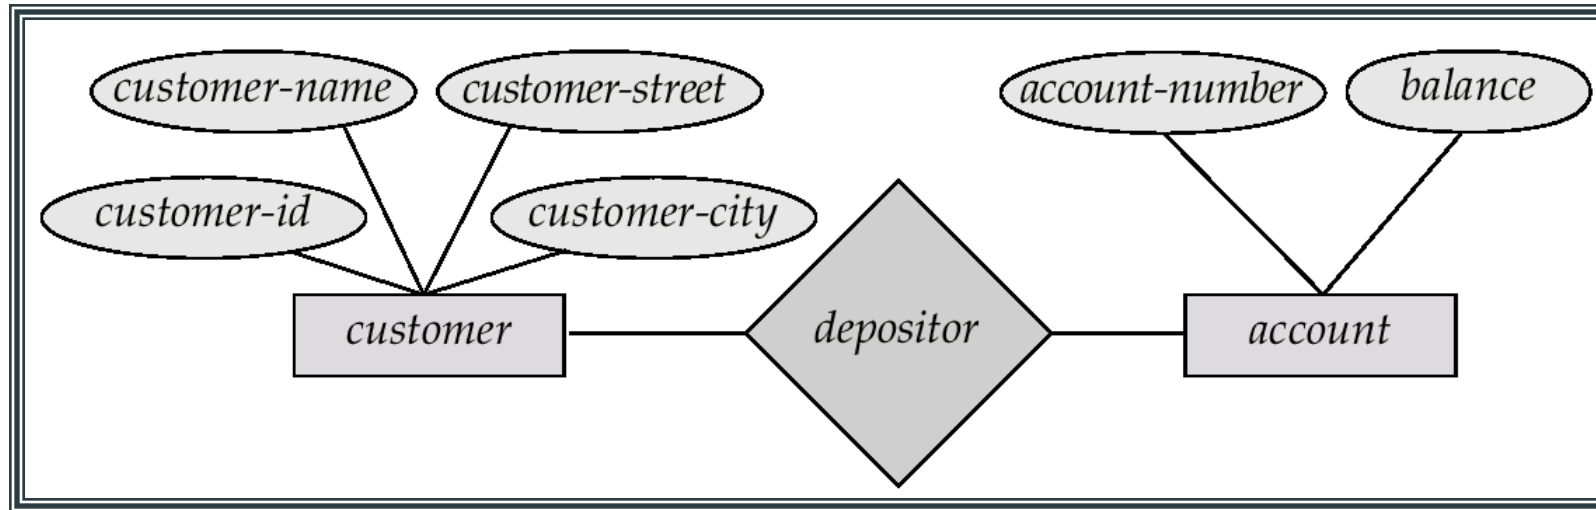 customer-name
customer-street
customer-id
customer-city
customer
depositor
account-number
balance
account